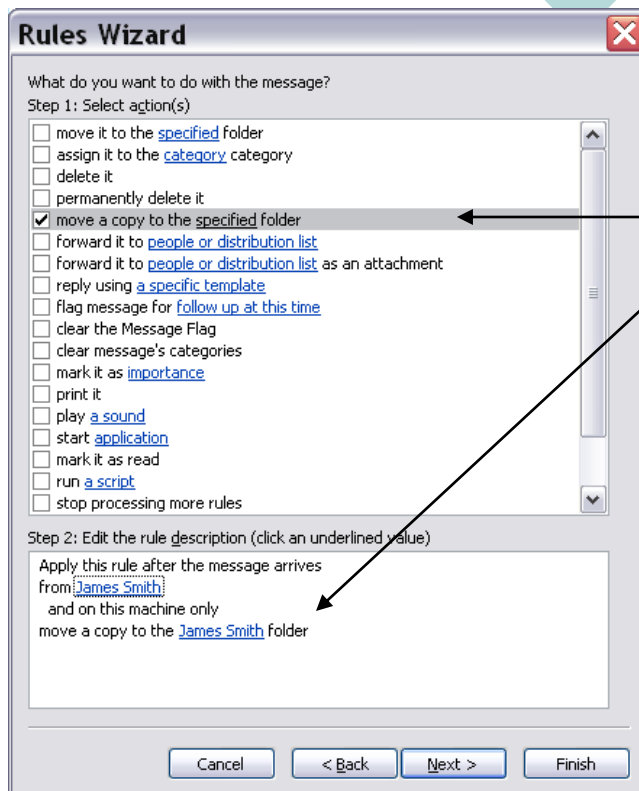 Rules Wizard
What do you want to do with the message?
Step 1: Select action(s)
move it to the specified folder
assign it to the category category
delete it
permanently delete it
move a copy to the specified folder
forward it to people or distribution list
forward it to people or distribution list as an attachment
reply using a specific template
flag message for follow up at this time
clear the Message Flag
clear message's categories
mark it as importance
print it
play a sound
start application
mark it as read
run a script
stop processing more rules
Step 2: Edit the rule description (click an underlined value)
Apply this rule after the message arrives
from James Smith
and on this machine only
move a copy to the James Smith folder
Cancel < Back Next > Finish